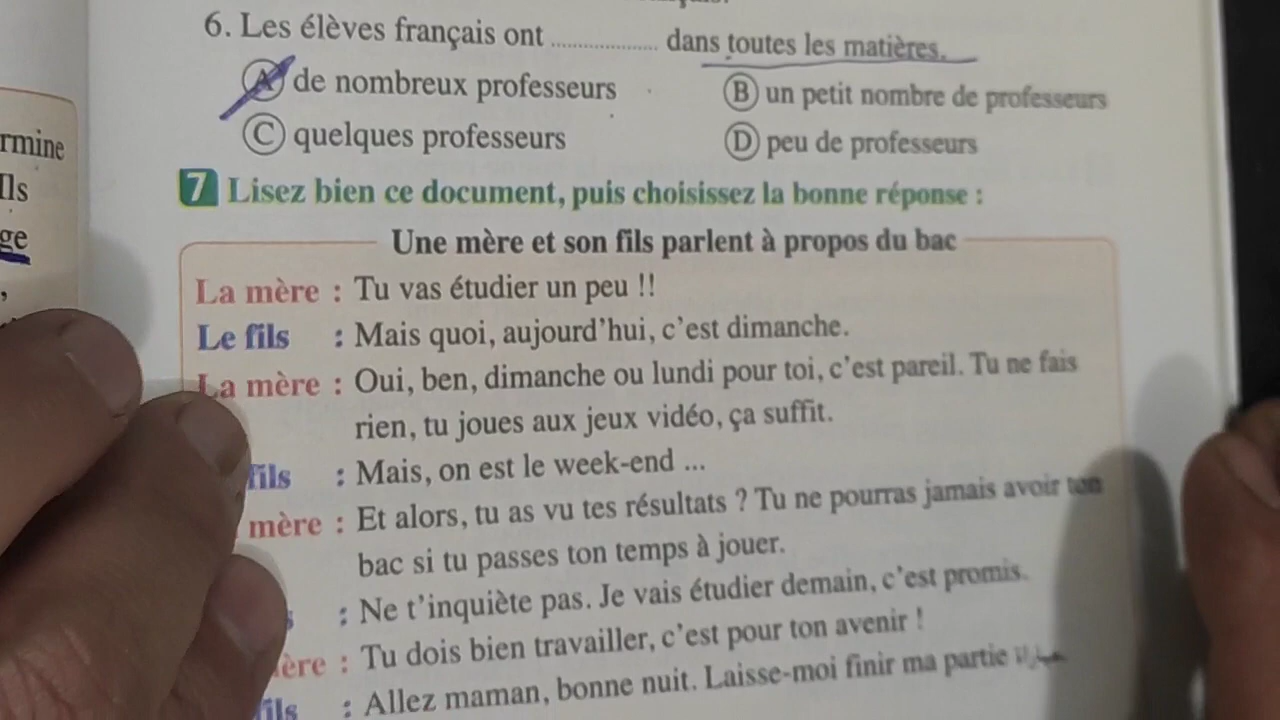 6. Les élèves français ont .................... dans toutes les matières.
A de nombreux professeurs
B un petit nombre de professeurs
C quelques professeurs
D peu de professeurs
7 Lisez bien ce document, puis choisissez la bonne réponse :
Une mère et son fils parlent à propos du bac
La mère : Tu vas étudier un peu !!
Le fils : Mais quoi, aujourd'hui, c'est dimanche.
La mère : Oui, ben, dimanche ou lundi pour toi, c'est pareil. Tu ne fais
rien, tu joues aux jeux vidéo, ça suffit.
fils : Mais, on est le week-end ...
mère : Et alors, tu as vu tes résultats ? Tu ne pourras jamais avoir ton
bac si tu passes ton temps à jouer.
s : Ne t'inquiète pas. Je vais étudier demain, c'est promis.
ère : Tu dois bien travailler, c'est pour ton avenir !
fils : Allez maman, bonne nuit. Laisse-moi finir ma partie
rmine
Ils
ge